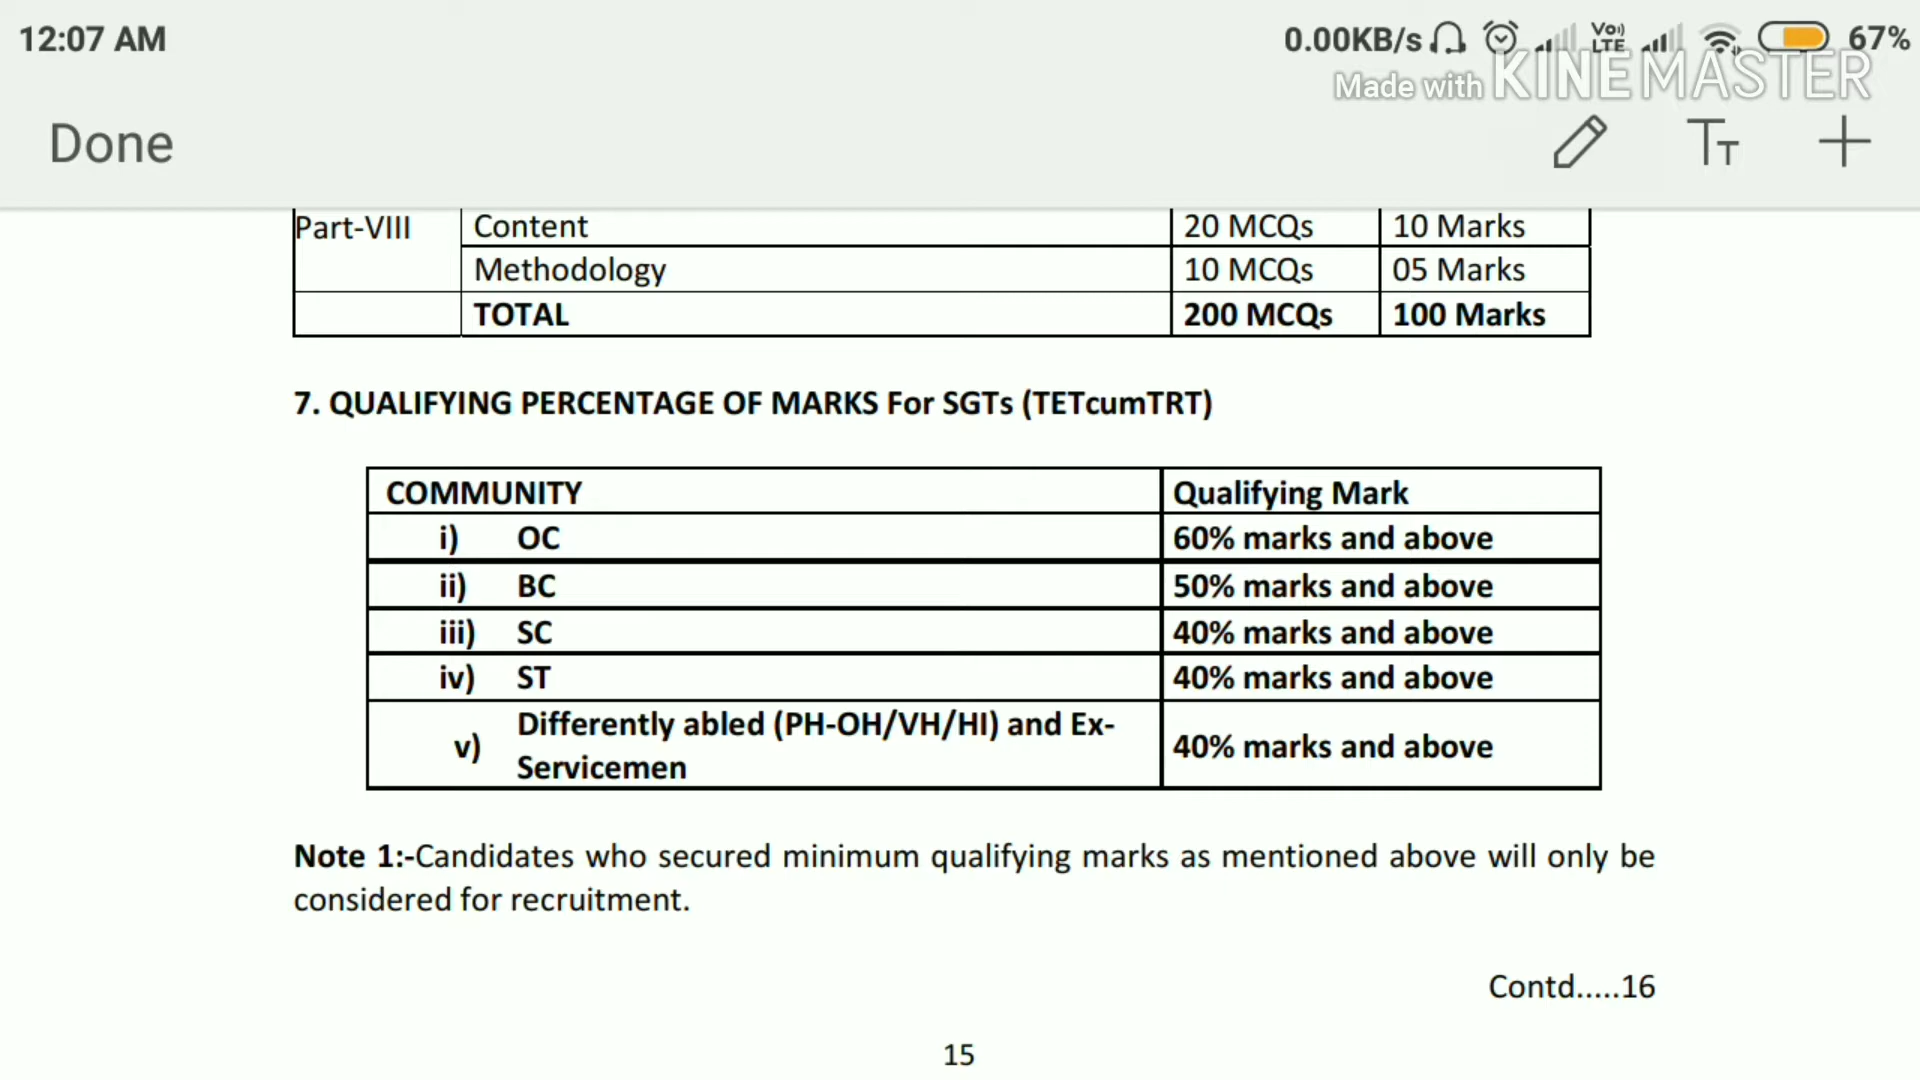 12:07 AM
0.00KB/s
Vo))
LTE
67%
Made with KINEMASTER
Done
TT
Part-VIII Content 20 MCQs 10 Marks
Methodology 10 MCQs 05 Marks
TOTAL 200 MCQs 100 Marks
7. QUALIFYING PERCENTAGE OF MARKS For SGTs (TETcumTRT)
COMMUNITY Qualifying Mark
i) OC 60% marks and above
ii) BC 50% marks and above
iii) SC 40% marks and above
iv) ST 40% marks and above
v) Differently abled (PH-OH/VH/HI) and Ex-
Servicemen 40% marks and above
Note 1:-Candidates who secured minimum qualifying marks as mentioned above will only be
considered for recruitment.
Contd.....16
15